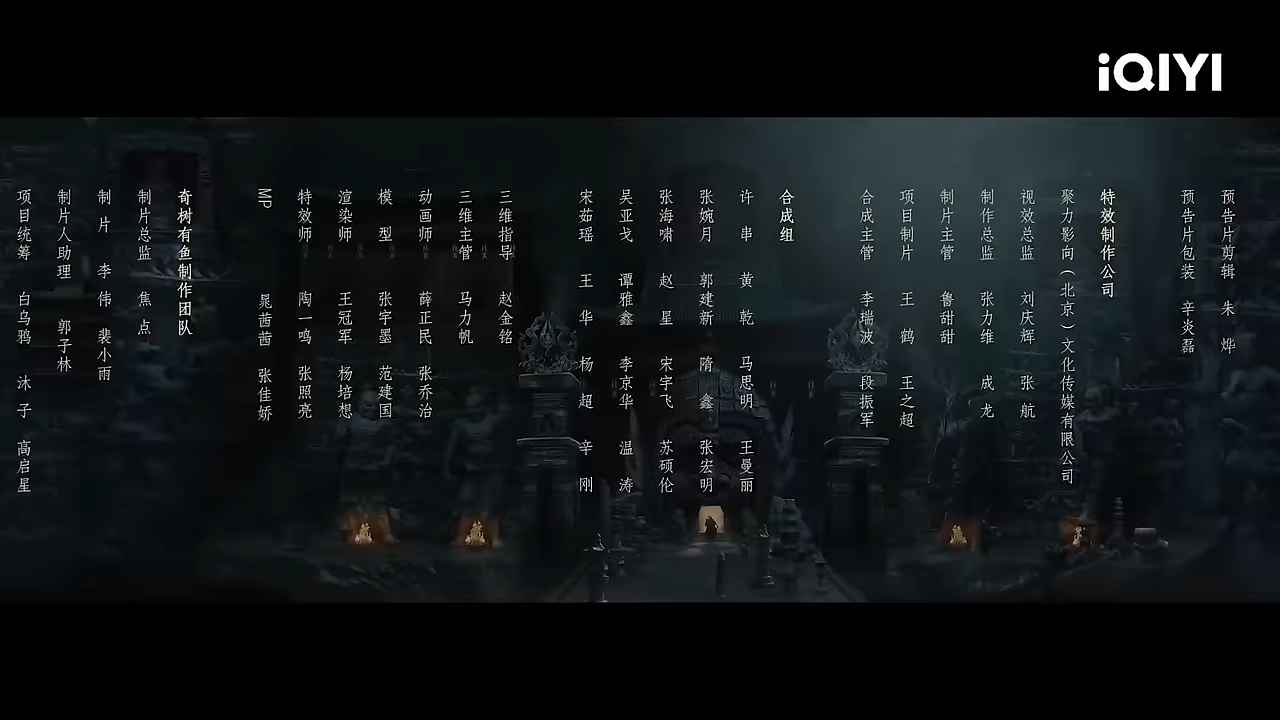 iQIYI
预告片剪辑 朱烨
预告片包装 辛炎磊
特效制作公司
聚力影向（北京）文化传媒有限公司
视效总监 刘庆辉 张航
制作总监 张力维 成龙
制片主管 鲁甜甜
项目制片 王鹤 王之超
合成主管 李瑞波 段振军
合成组
许串 黄乾 马思明 王曼丽
张婉月 郭建新 隋鑫 张宏明
张海啸 赵星 宋宇飞 苏硕伦
吴亚戈 谭雅鑫 李京华 温涛
宋茹瑶 王华 杨超 辛刚
三维指导 赵金铭
三维主管 马力帆
动画师 薛正民 张乔治
模型 张宇墨 范建国
渲染师 王冠军 杨培想
特效师 陶一鸣 张照亮
MP 晁茜茜 张佳娇
奇树有鱼制作团队
制片总监 焦点
制片 李伟 裴小雨
制片人助理 郭子林
项目统筹 白乌鸦 沐子 高启星